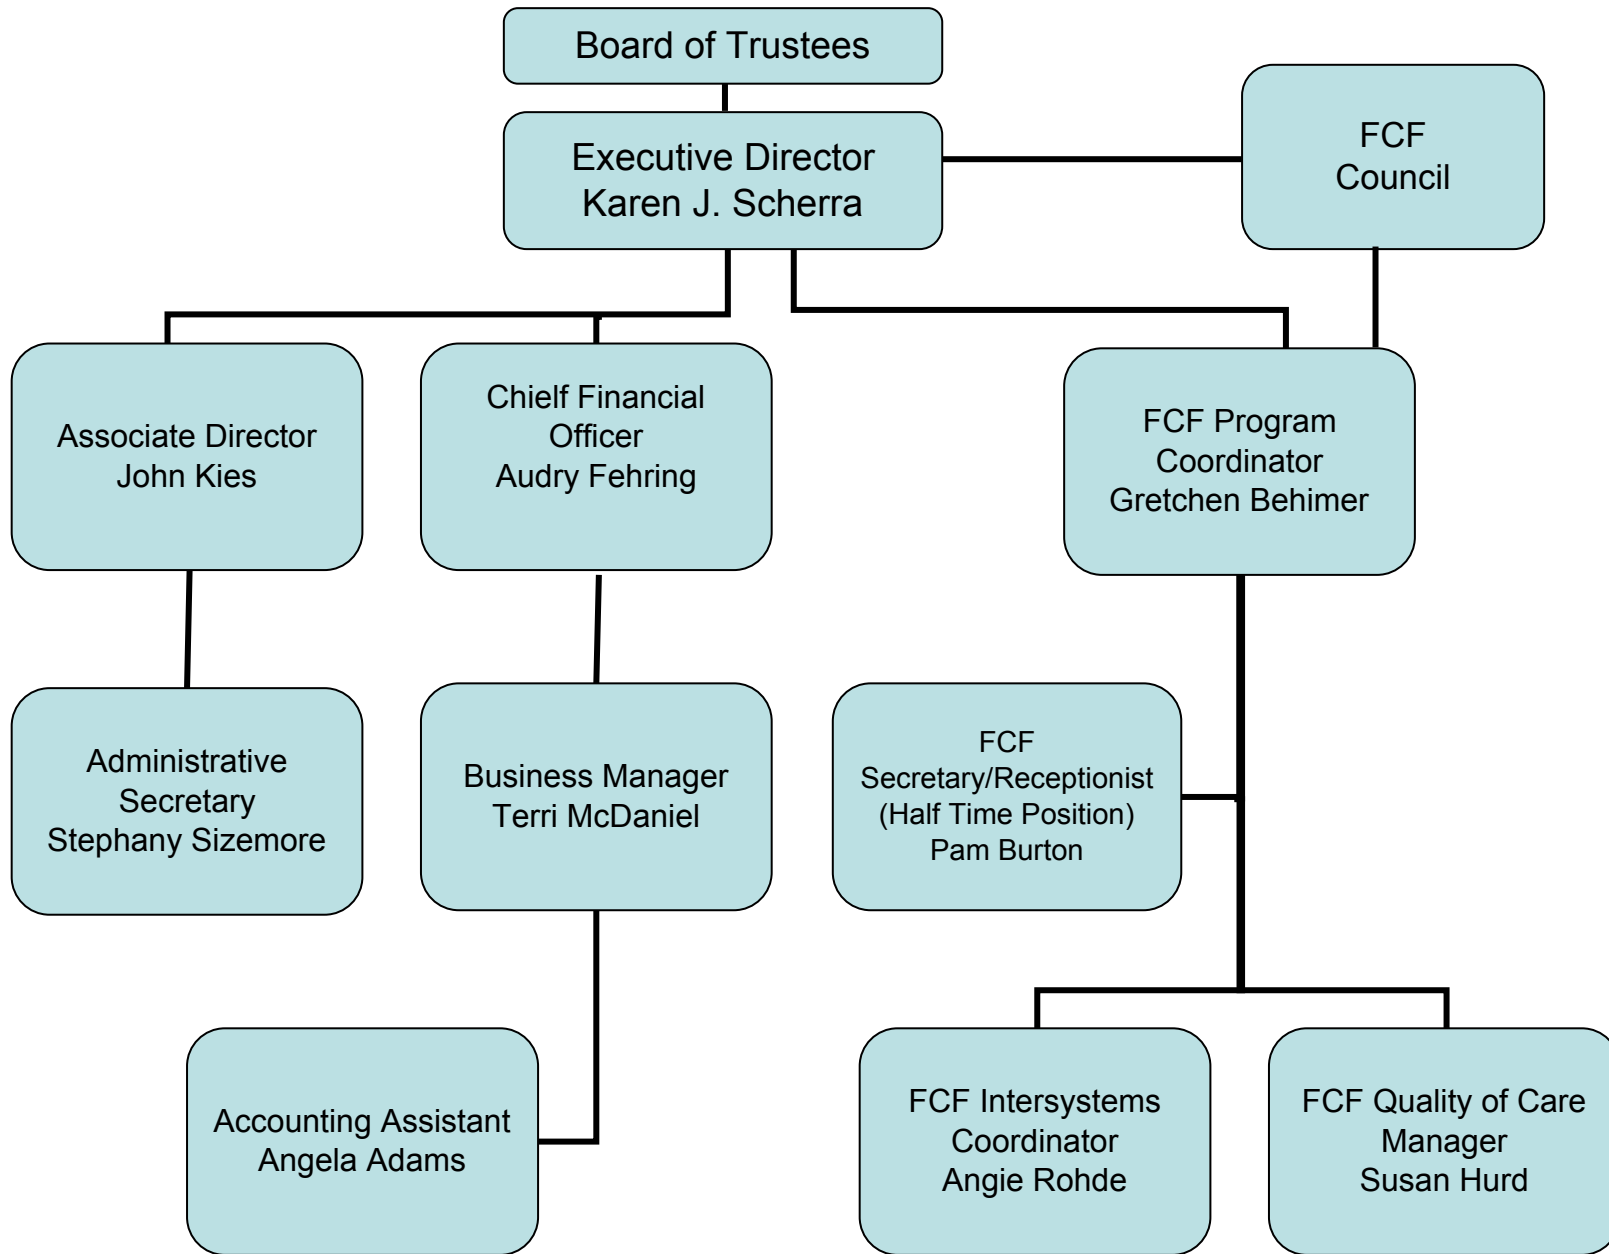 Board of Trustees
Executive Director
Karen J. Scherra
FCF
Council
Associate Director
John Kies
Chielf Financial
Officer
Audry Fehring
FCF Program
Coordinator
Gretchen Behimer
Administrative
Secretary
Stephany Sizemore
Business Manager
Terri McDaniel
FCF
Secretary/Receptionist
(Half Time Position)
Pam Burton
Accounting Assistant
Angela Adams
FCF Intersystems
Coordinator
Angie Rohde
FCF Quality of Care
Manager
Susan Hurd